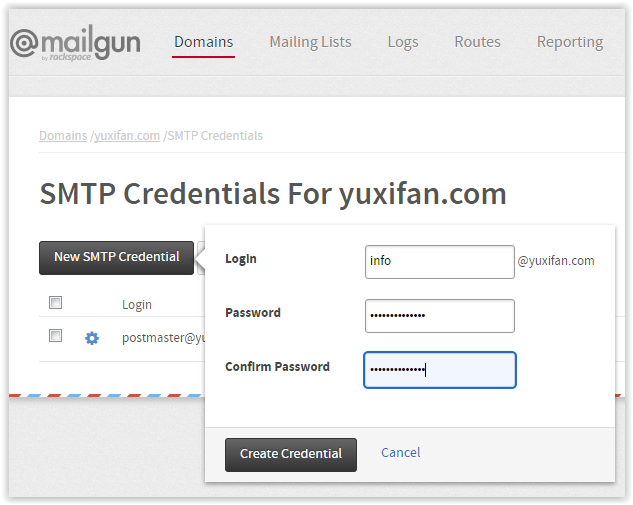 @mailgun
by rackspace.
Domains Mailing Lists Logs Routes Reporting
Domains /yuxifan.com /SMTP Credentials
SMTP Credentials For yuxifan.com
New SMTP Credential
Login
postmaster@yu
Login info @yuxifan.com
Password ••••••••••••••
Confirm Password ••••••••••••••
Create Credential Cancel